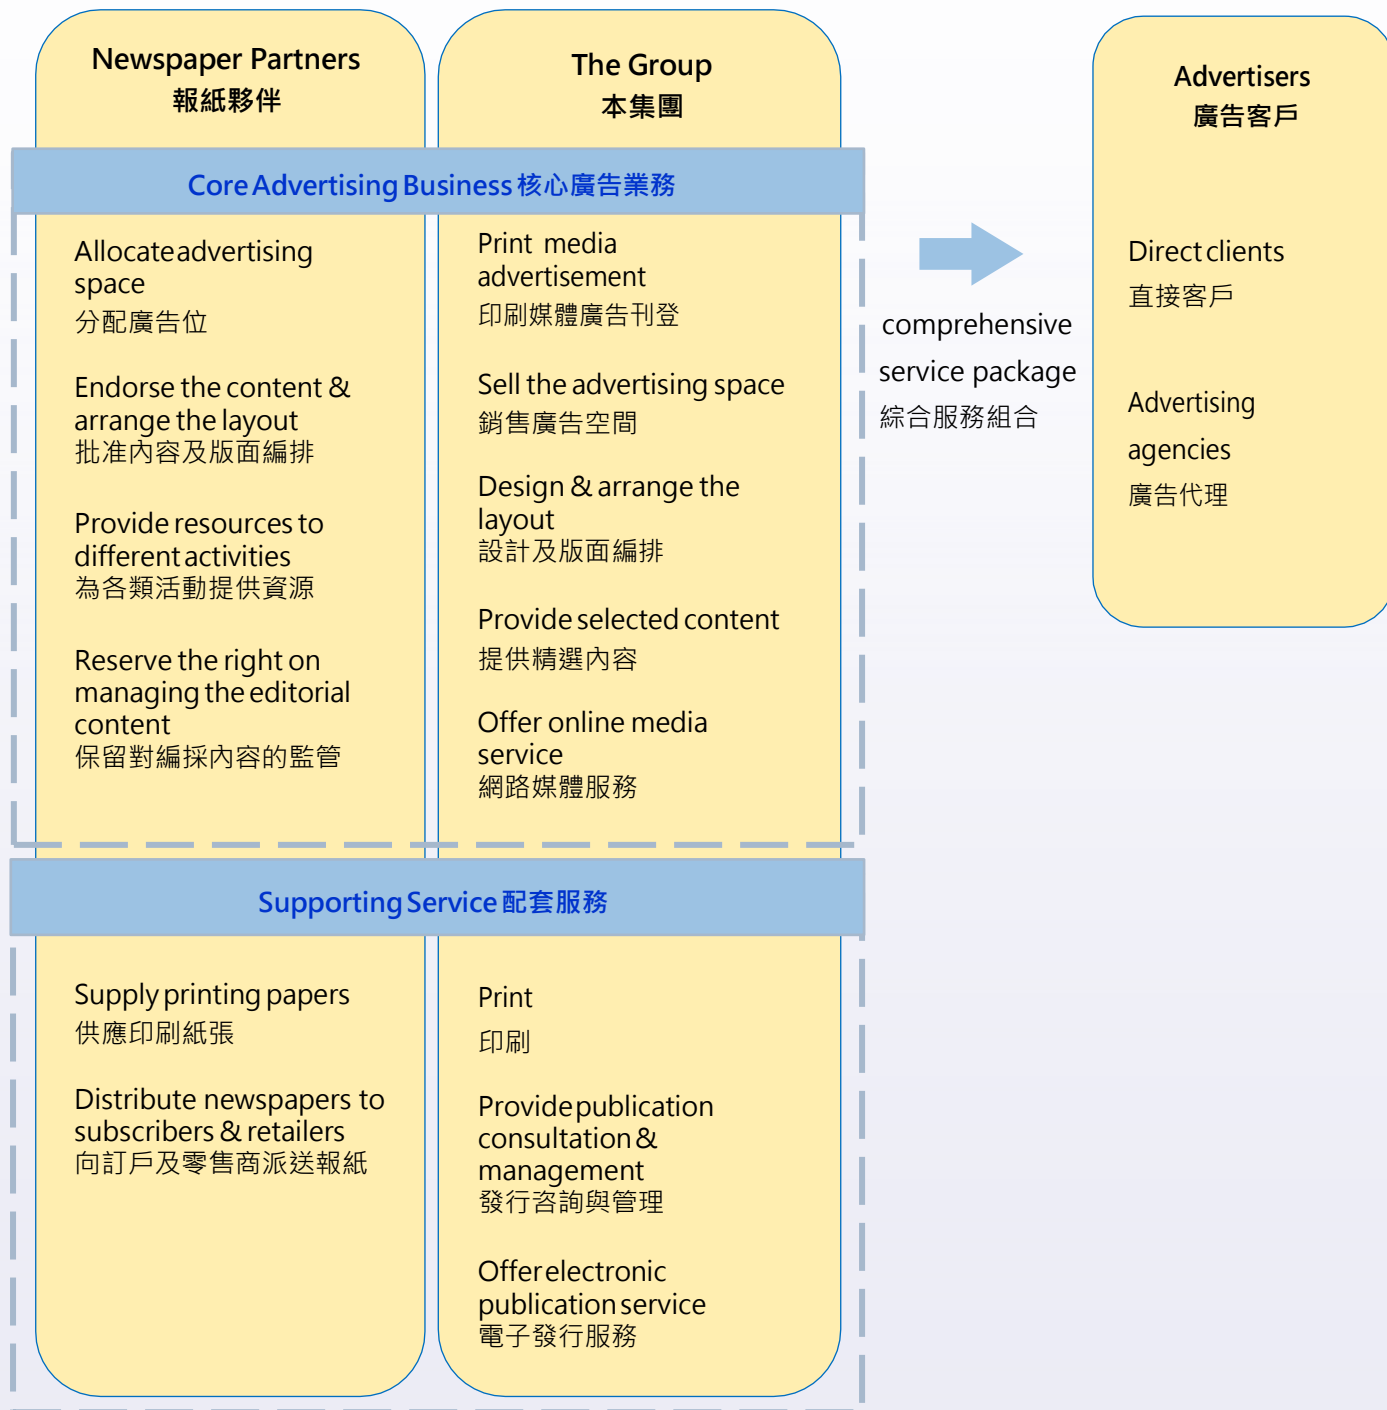 Newspaper Partners
報紙夥伴
The Group
本集團
Advertisers
廣告客戶
Core Advertising Business 核心廣告業務
Allocate advertising
space
分配廣告位
Endorse the content &
arrange the layout
批准內容及版面編排
Provide resources to
different activities
為各類活動提供資源
Reserve the right on
managing the editorial
content
保留對編採內容的監管
Print media
advertisement
印刷媒體廣告刊登
Sell the advertising space
銷售廣告空間
Design & arrange the
layout
設計及版面編排
Provide selected content
提供精選內容
Offer online media
service
網路媒體服務
comprehensive
service package
綜合服務組合
Direct clients
直接客戶
Advertising
agencies
廣告代理
Supporting Service 配套服務
Supply printing papers
供應印刷紙張
Distribute newspapers to
subscribers & retailers
向訂戶及零售商派送報紙
Print
印刷
Provide publication
consultation &
management
發行咨詢與管理
Offer electronic
publication service
電子發行服務